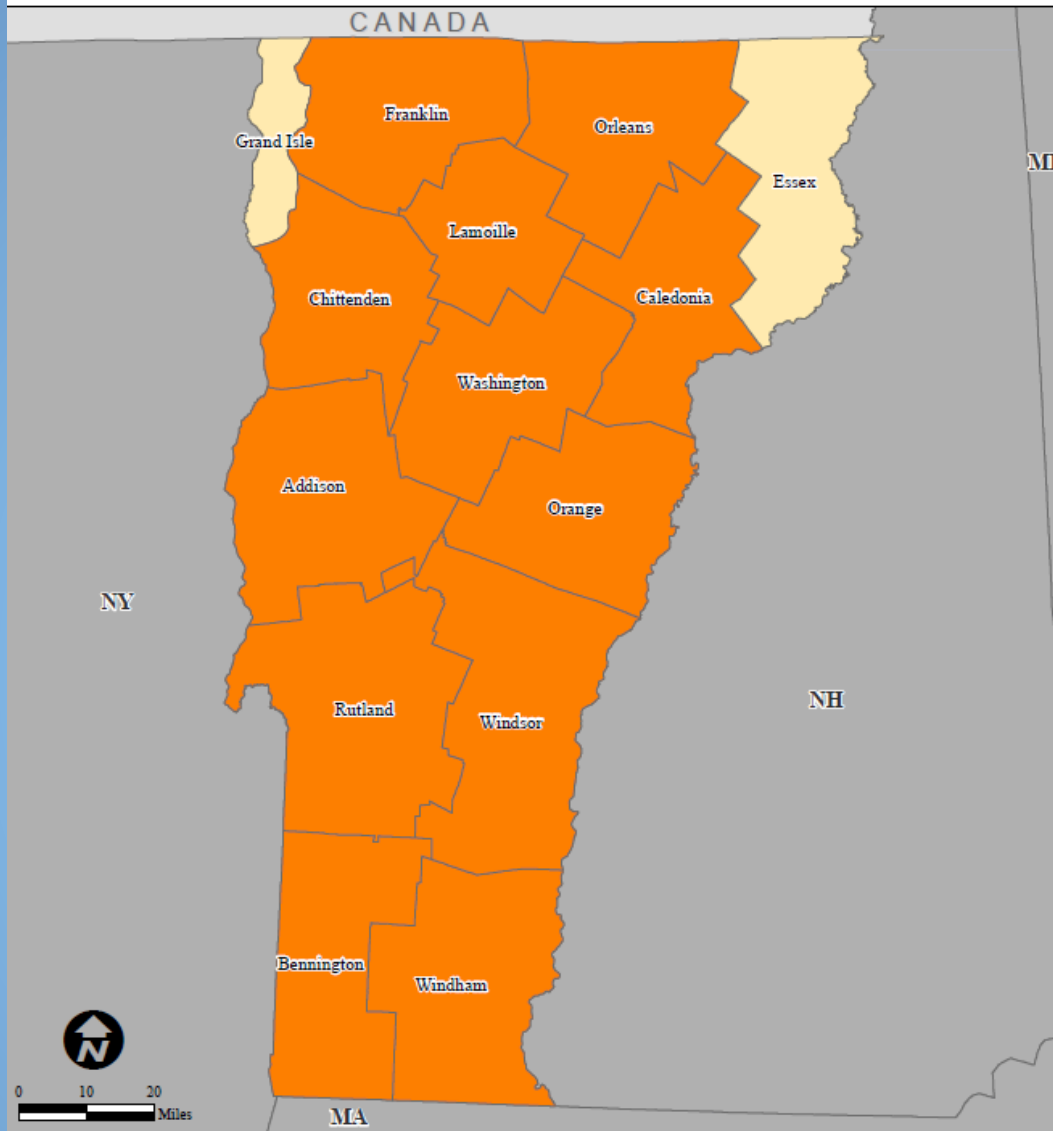 CANADA
Franklin
Orleans
Grand Isle
Essex
Lamoille
Chittenden
Caledonia
Washington
Addison
Orange
NY
Rutland
Windsor
NH
Bennington
Windham
N
0 10 20
Miles
MA